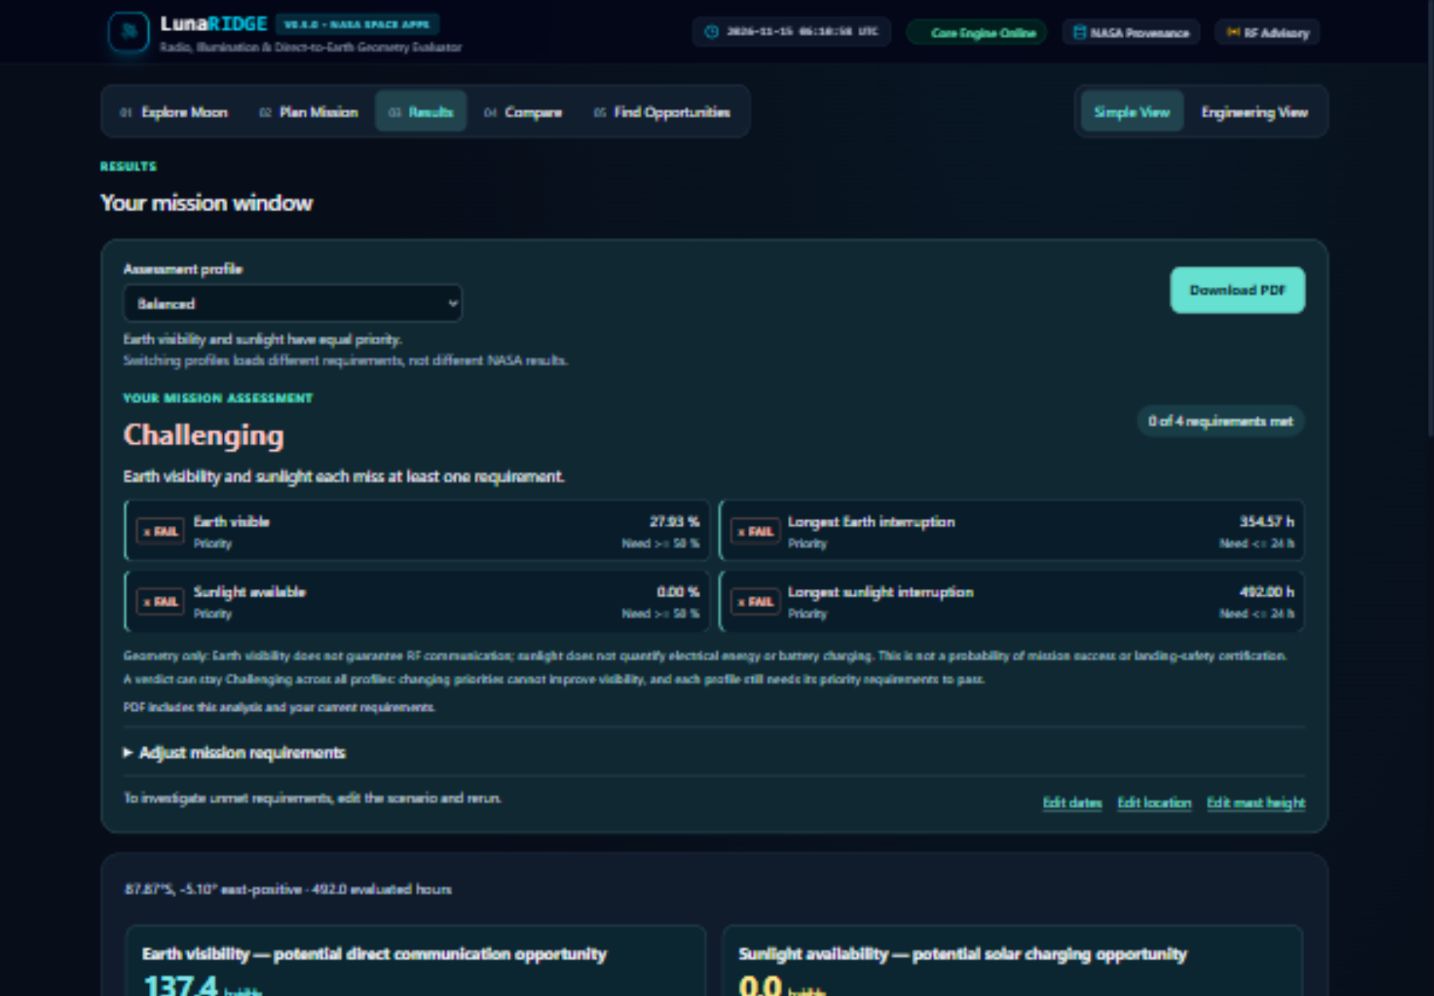 LunaRIDGE V0.8.0 - NASA SPACE APPS
Radio, Illumination & Direct-to-Earth Geometry Evaluator
2026-11-15 UTC
Core Engine Online
NASA Provenance
RF Advisory
01 Explore Moon
02 Plan Mission
03 Results
04 Compare
05 Find Opportunities
Simple View
Engineering View
RESULTS
Your mission window
Assessment profile
Balanced
Download PDF
Earth visibility and sunlight have equal priority.
Switching profiles loads different requirements, not different NASA results.
YOUR MISSION ASSESSMENT
Challenging
0 of 4 requirements met
Earth visibility and sunlight each miss at least one requirement.
x FAIL Earth visible 27.93 %
Priority Need >= 50 %
x FAIL Longest Earth interruption 354.57 h
Priority Need <= 24 h
x FAIL Sunlight available 0.00 %
Priority Need >= 50 %
x FAIL Longest sunlight interruption 492.00 h
Priority Need <= 24 h
Geometry only: Earth visibility does not guarantee RF communication; sunlight does not quantify electrical energy or battery charging. This is not a probability of mission success or landing-safety certification.
A verdict can stay Challenging across all profiles: changing priorities cannot improve visibility, and each profile still needs its priority requirements to pass.
PDF includes this analysis and your current requirements.
▶ Adjust mission requirements
To investigate unmet requirements, edit the scenario and rerun.
Edit dates
Edit location
Edit mast height
87.87°S, -5.10° east-positive · 492.0 evaluated hours
Earth visibility — potential direct communication opportunity
137.4
Sunlight availability — potential solar charging opportunity
0.0